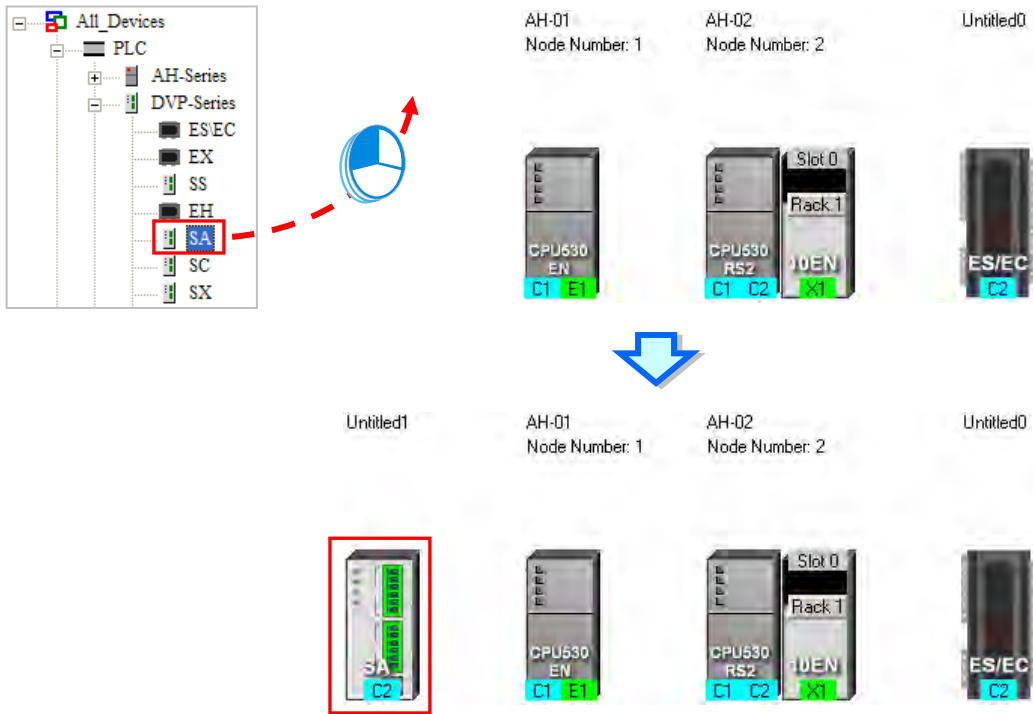 All_Devices
PLC
AH-Series
DVP-Series
ES\EC
EX
SS
EH
SA
SC
SX
AH-01
Node Number: 1
AH-02
Node Number: 2
Untitled0
CPU530
EN
C1 E1
CPU530
RS2
C1 C2
Slot 0
Rack 1
10EN
X1
ES/EC
C2
Untitled1
AH-01
Node Number: 1
AH-02
Node Number: 2
Untitled0
SA
C2
CPU530
EN
C1 E1
CPU530
RS2
C1 C2
Slot 0
Rack 1
10EN
X1
ES/EC
C2